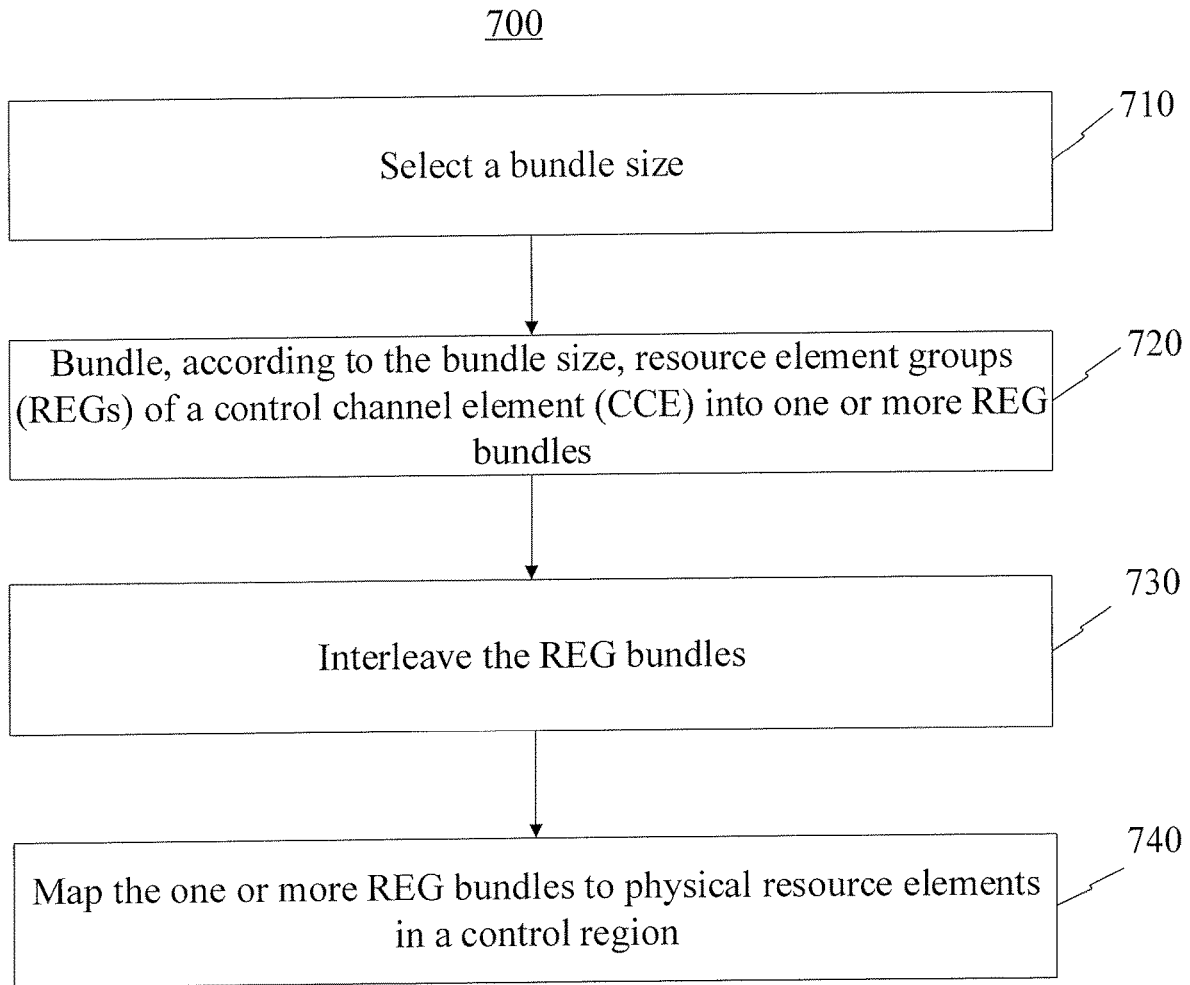 700
710
Select a bundle size
720
Bundle, according to the bundle size, resource element groups
(REGs) of a control channel element (CCE) into one or more REG
bundles
730
Interleave the REG bundles
740
Map the one or more REG bundles to physical resource elements
in a control region